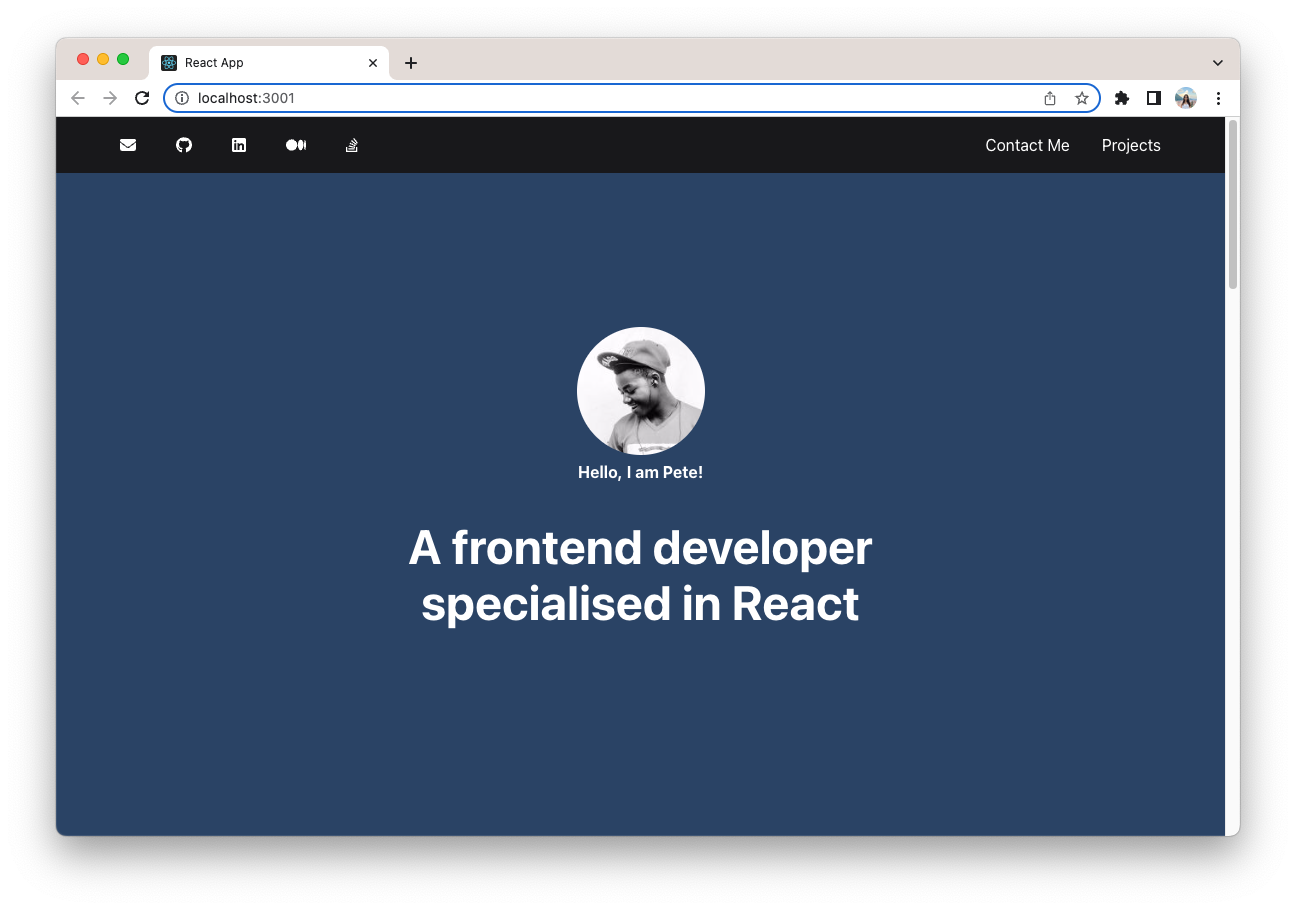 React App
localhost:3001
Contact Me Projects
Hello, I am Pete!
A frontend developer
specialised in React